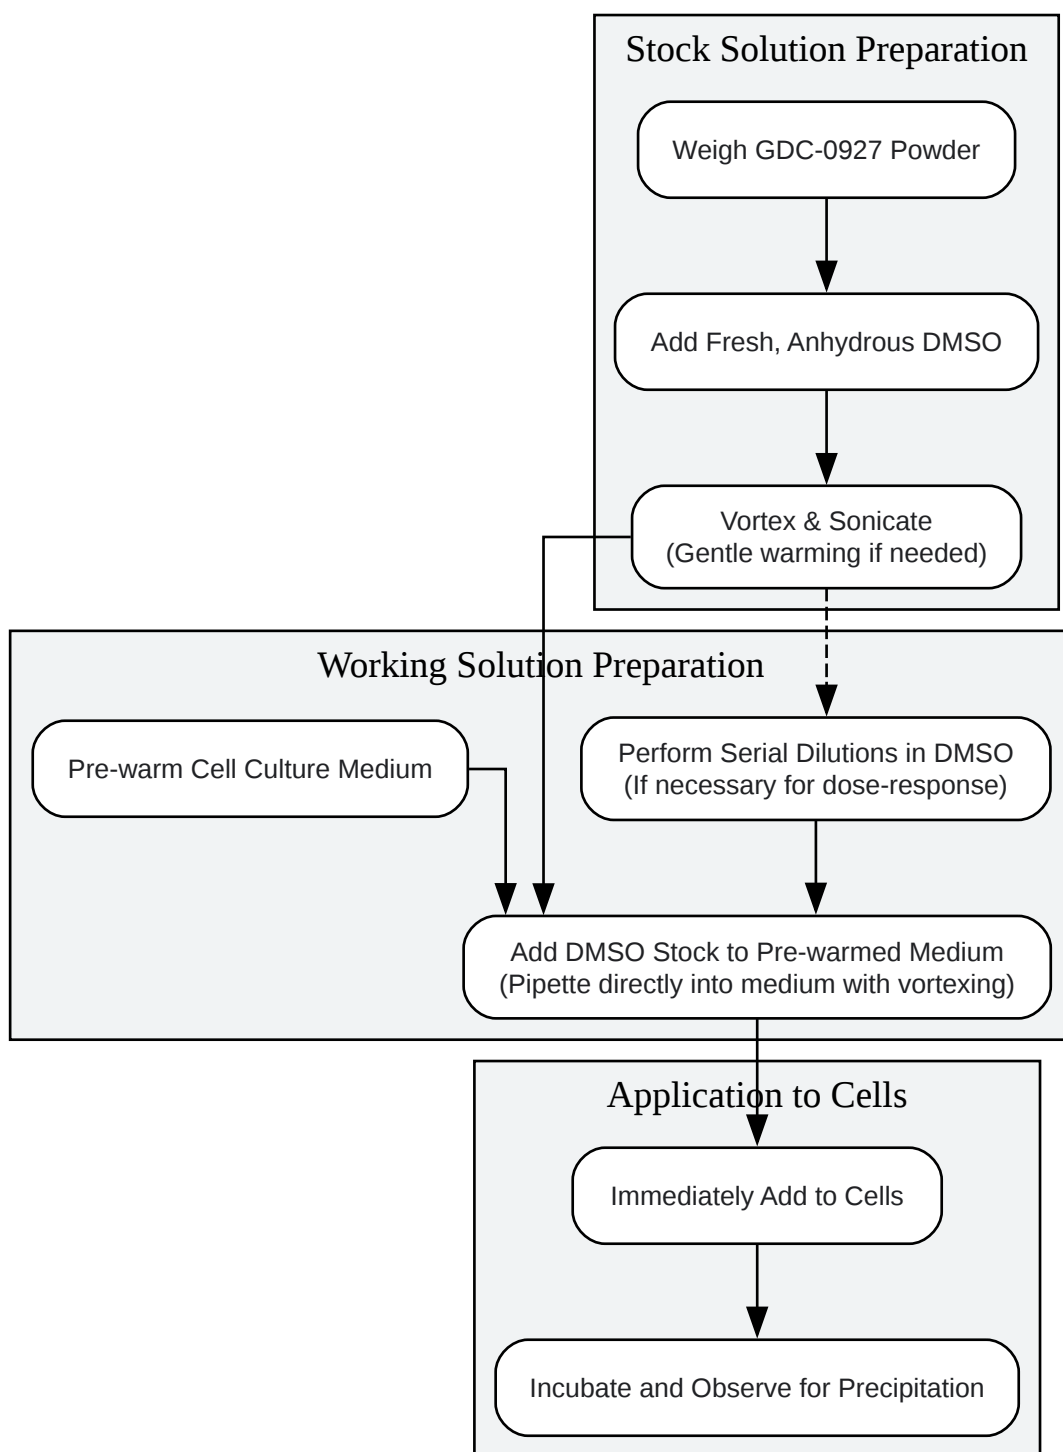 Stock Solution Preparation
Weigh GDC-0927 Powder
Add Fresh, Anhydrous DMSO
Vortex & Sonicate
(Gentle warming if needed)
Working Solution Preparation
Pre-warm Cell Culture Medium
Perform Serial Dilutions in DMSO
(If necessary for dose-response)
Add DMSO Stock to Pre-warmed Medium
(Pipette directly into medium with vortexing)
Application to Cells
Immediately Add to Cells
Incubate and Observe for Precipitation